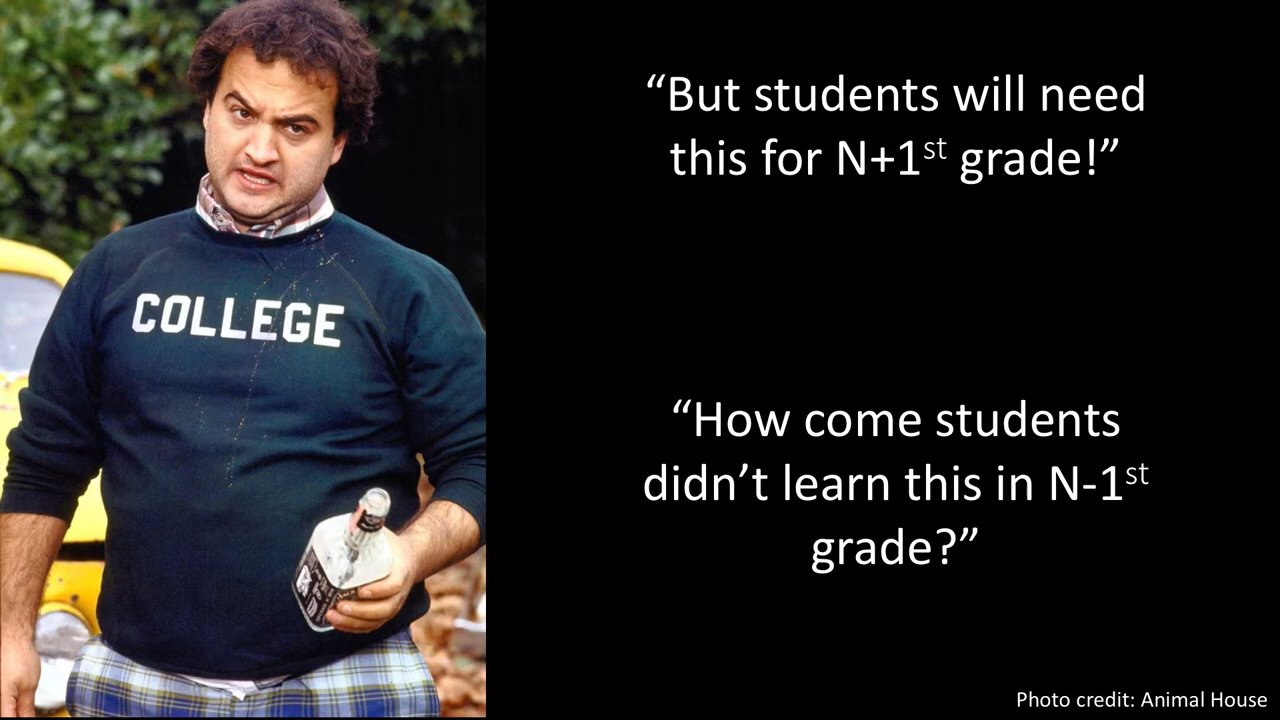 COLLEGE
“But students will need
this for N+1st grade!”
“How come students
didn’t learn this in N-1st
grade?”
Photo credit: Animal House